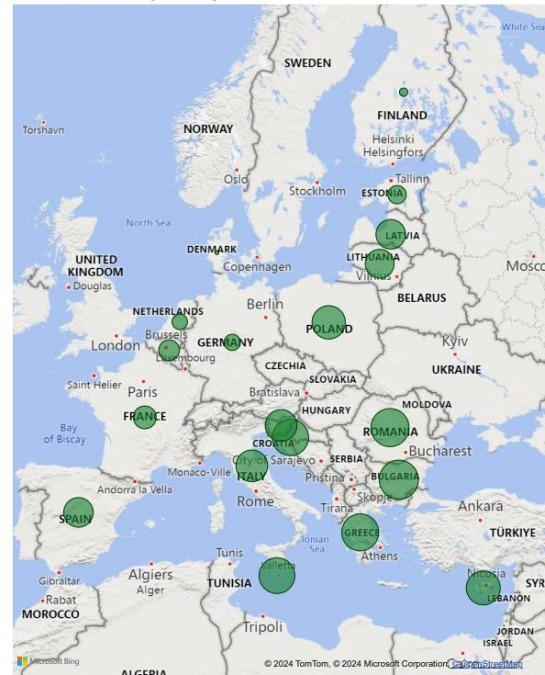 White Sea
SWEDEN
FINLAND
Torshavn
NORWAY
Helsinki
Helsingfors
Oslo
Tallinn
Stockholm
ESTONIA
North Sea
LATVIA
DENMARK
LITHUANIA
Copenhagen
Vilnius
Mosco
UNITED
KINGDOM
Douglas
BELARUS
NETHERLANDS
Berlin
POLAND
Brussels
London
GERMANY
Luxembourg
Kyiv
CZECHIA
UKRAINE
Saint Helier
Paris
SLOVAKIA
Bratislava
MOLDOVA
HUNGARY
FRANCE
Bay
of Biscay
ROMANIA
CROATIA
Bucharest
City of Sarajevo
SERBIA
Monaco-Ville
ITALY
Pristina
BULGARIA
Andorra la Vella
Skopje
Rome
Tirana
Ankara
SPAIN
Ionian
Sea
GREECE
TÜRKIYE
Athens
Tunis
Gibraltar
Algiers
Alger
Valletta
Nicosia
SYR
TUNISIA
LEBANON
Rabat
MOROCCO
Tripoli
JORDAN
ISRAEL
Microsoft Bing
© 2024 TomTom, © 2024 Microsoft Corporation, © OpenStreetMap
ALGERIA